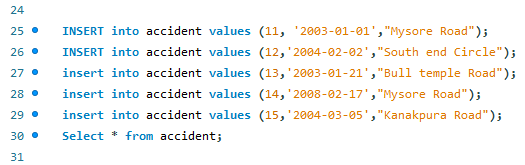 24
25 INSERT into accident values (11, '2003-01-01',"Mysore Road");
26 INSERT into accident values (12,'2004-02-02',"South end Circle");
27 insert into accident values (13,'2003-01-21',"Bull temple Road");
28 insert into accident values (14,'2008-02-17',"Mysore Road");
29 insert into accident values (15,'2004-03-05',"Kanakpura Road");
30 Select * from accident;
31